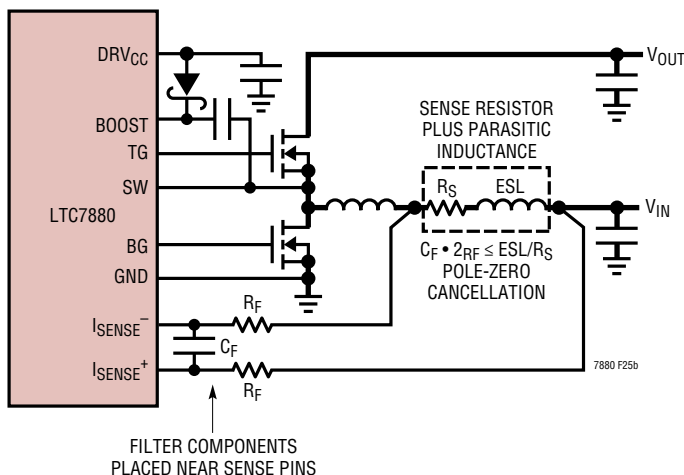 DRVCC
VOUT
BOOST
SENSE RESISTOR
PLUS PARASITIC
INDUCTANCE
TG
RS
ESL
SW
VIN
LTC7880
BG
CF • 2RF ≤ ESL/RS
POLE-ZERO
CANCELLATION
GND
RF
ISENSE–
CF
ISENSE+
RF
7880 F25b
FILTER COMPONENTS
PLACED NEAR SENSE PINS